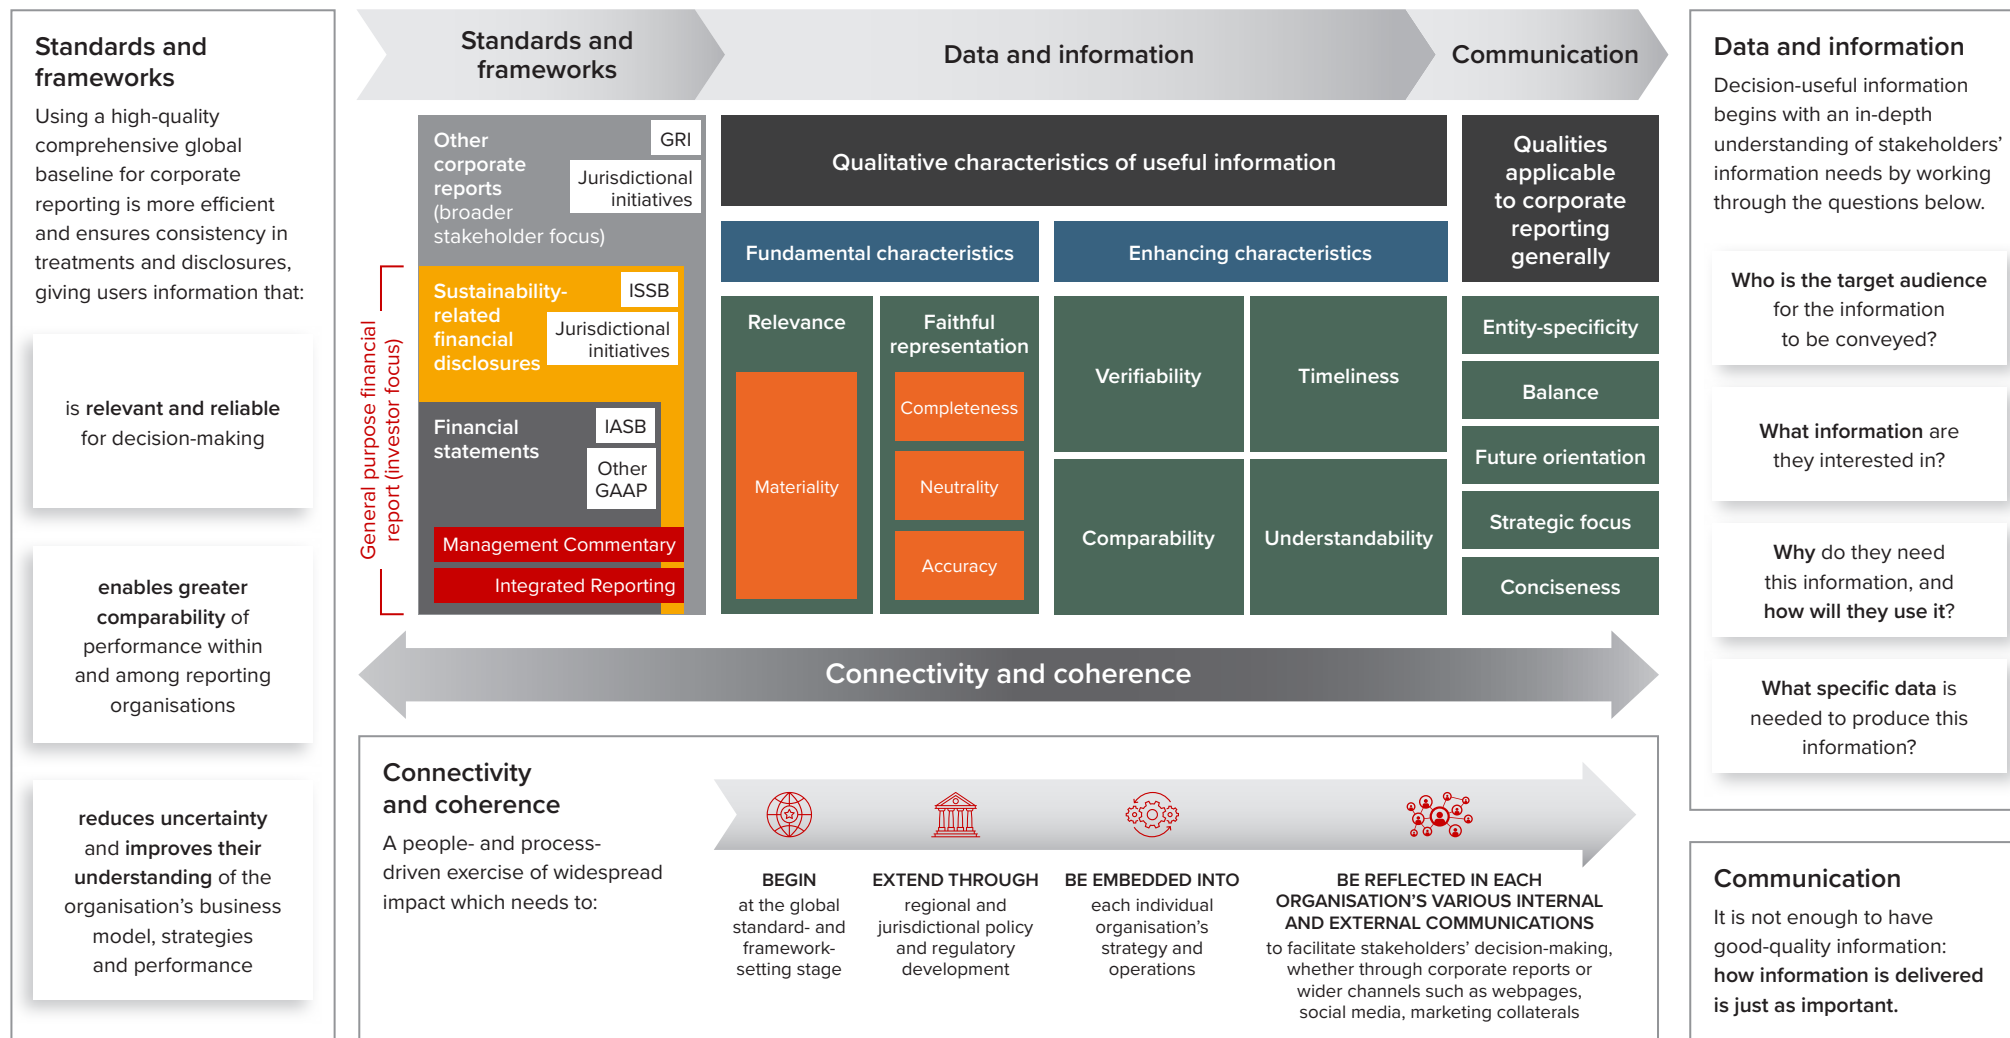 Standards and
frameworks
Using a high-quality
comprehensive global
baseline for corporate
reporting is more efficient
and ensures consistency in
treatments and disclosures,
giving users information that:
is relevant and reliable
for decision-making
enables greater
comparability of
performance within
and among reporting
organisations
reduces uncertainty
and improves their
understanding of the
organisation’s business
model, strategies
and performance
Standards and
frameworks
Data and information
Communication
Other
corporate
reports
(broader
stakeholder focus)
GRI
Jurisdictional
initiatives
General purpose financial
report (investor focus)
Sustainability-
related
financial
disclosures
ISSB
Jurisdictional
initiatives
Financial
statements
IASB
Other
GAAP
Management Commentary
Integrated Reporting
Qualitative characteristics of useful information
Fundamental characteristics
Enhancing characteristics
Relevance
Materiality
Faithful
representation
Completeness
Neutrality
Accuracy
Verifiability
Timeliness
Comparability
Understandability
Qualities
applicable
to corporate
reporting
generally
Entity-specificity
Balance
Future orientation
Strategic focus
Conciseness
Connectivity and coherence
Connectivity
and coherence
A people- and process-
driven exercise of widespread
impact which needs to:
BEGIN
at the global
standard- and
framework-
setting stage
EXTEND THROUGH
regional and
jurisdictional policy
and regulatory
development
BE EMBEDDED INTO
each individual
organisation’s
strategy and
operations
BE REFLECTED IN EACH
ORGANISATION’S VARIOUS INTERNAL
AND EXTERNAL COMMUNICATIONS
to facilitate stakeholders’ decision-making,
whether through corporate reports or
wider channels such as webpages,
social media, marketing collaterals
Data and information
Decision-useful information
begins with an in-depth
understanding of stakeholders’
information needs by working
through the questions below.
Who is the target audience
for the information
to be conveyed?
What information are
they interested in?
Why do they need
this information, and
how will they use it?
What specific data is
needed to produce this
information?
Communication
It is not enough to have
good-quality information:
how information is delivered
is just as important.